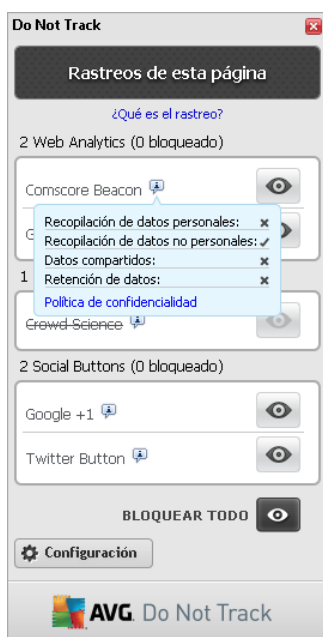 Do Not Track
Rastreos de esta página
¿Qué es el rastreo?
2 Web Analytics (0 bloqueado)
Comscore Beacon
G
Recopilación de datos personales:
Recopilación de datos no personales:
Datos compartidos:
Retención de datos:
Política de confidencialidad
1
Crowd Science
2 Social Buttons (0 bloqueado)
Google +1
Twitter Button
BLOQUEAR TODO
Configuración
AVG. Do Not Track